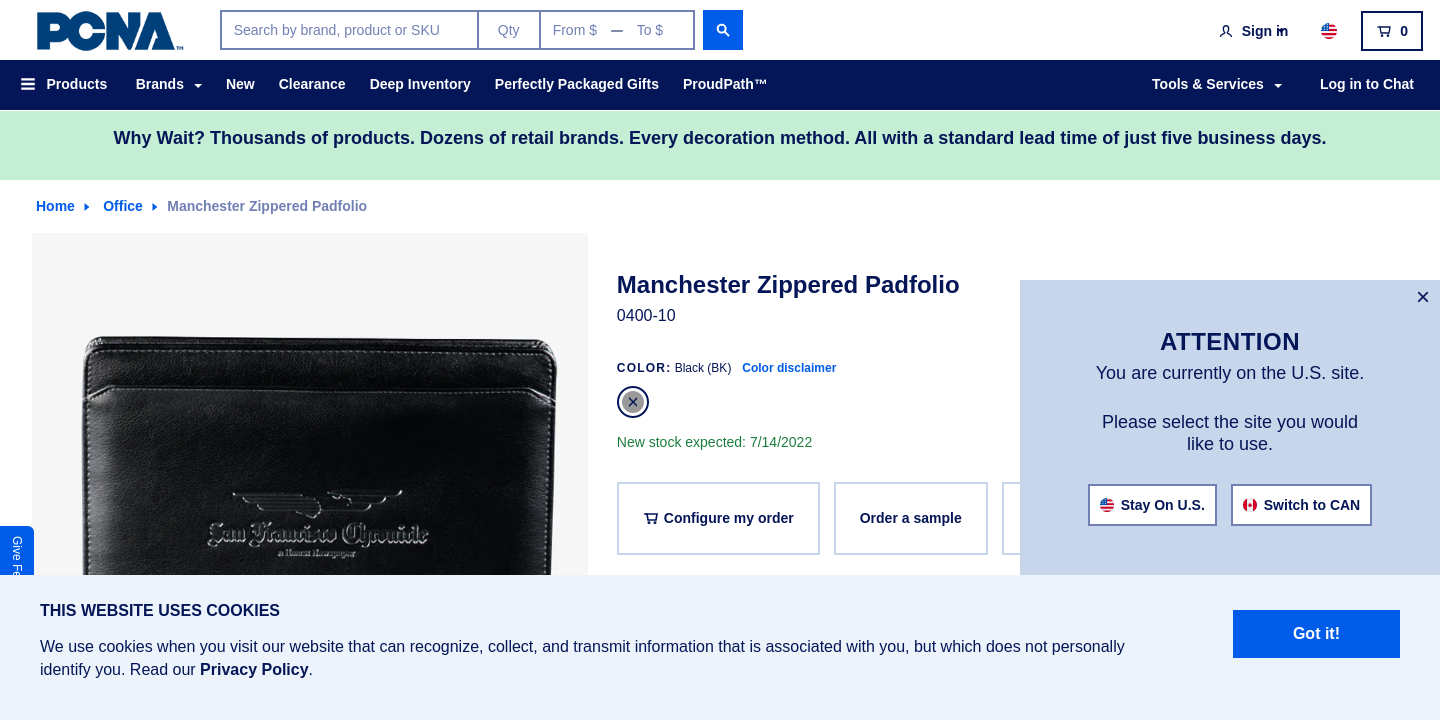 PCNA™
Search by brand, product or SKU
Qty
From $ — To $
Sign in
0
Products
Brands
New
Clearance
Deep Inventory
Perfectly Packaged Gifts
ProudPath™
Tools & Services
Log in to Chat
Why Wait? Thousands of products. Dozens of retail brands. Every decoration method. All with a standard lead time of just five business days.
Home
Office
Manchester Zippered Padfolio
San Francisco Chronicle
Manchester Zippered Padfolio
0400-10
COLOR: Black (BK) Color disclaimer
New stock expected: 7/14/2022
Configure my order
Order a sample
ATTENTION
You are currently on the U.S. site.
Please select the site you would
like to use.
Stay On U.S.
Switch to CAN
Give
THIS WEBSITE USES COOKIES
We use cookies when you visit our website that can recognize, collect, and transmit information that is associated with you, but which does not personally
identify you. Read our Privacy Policy.
Got it!